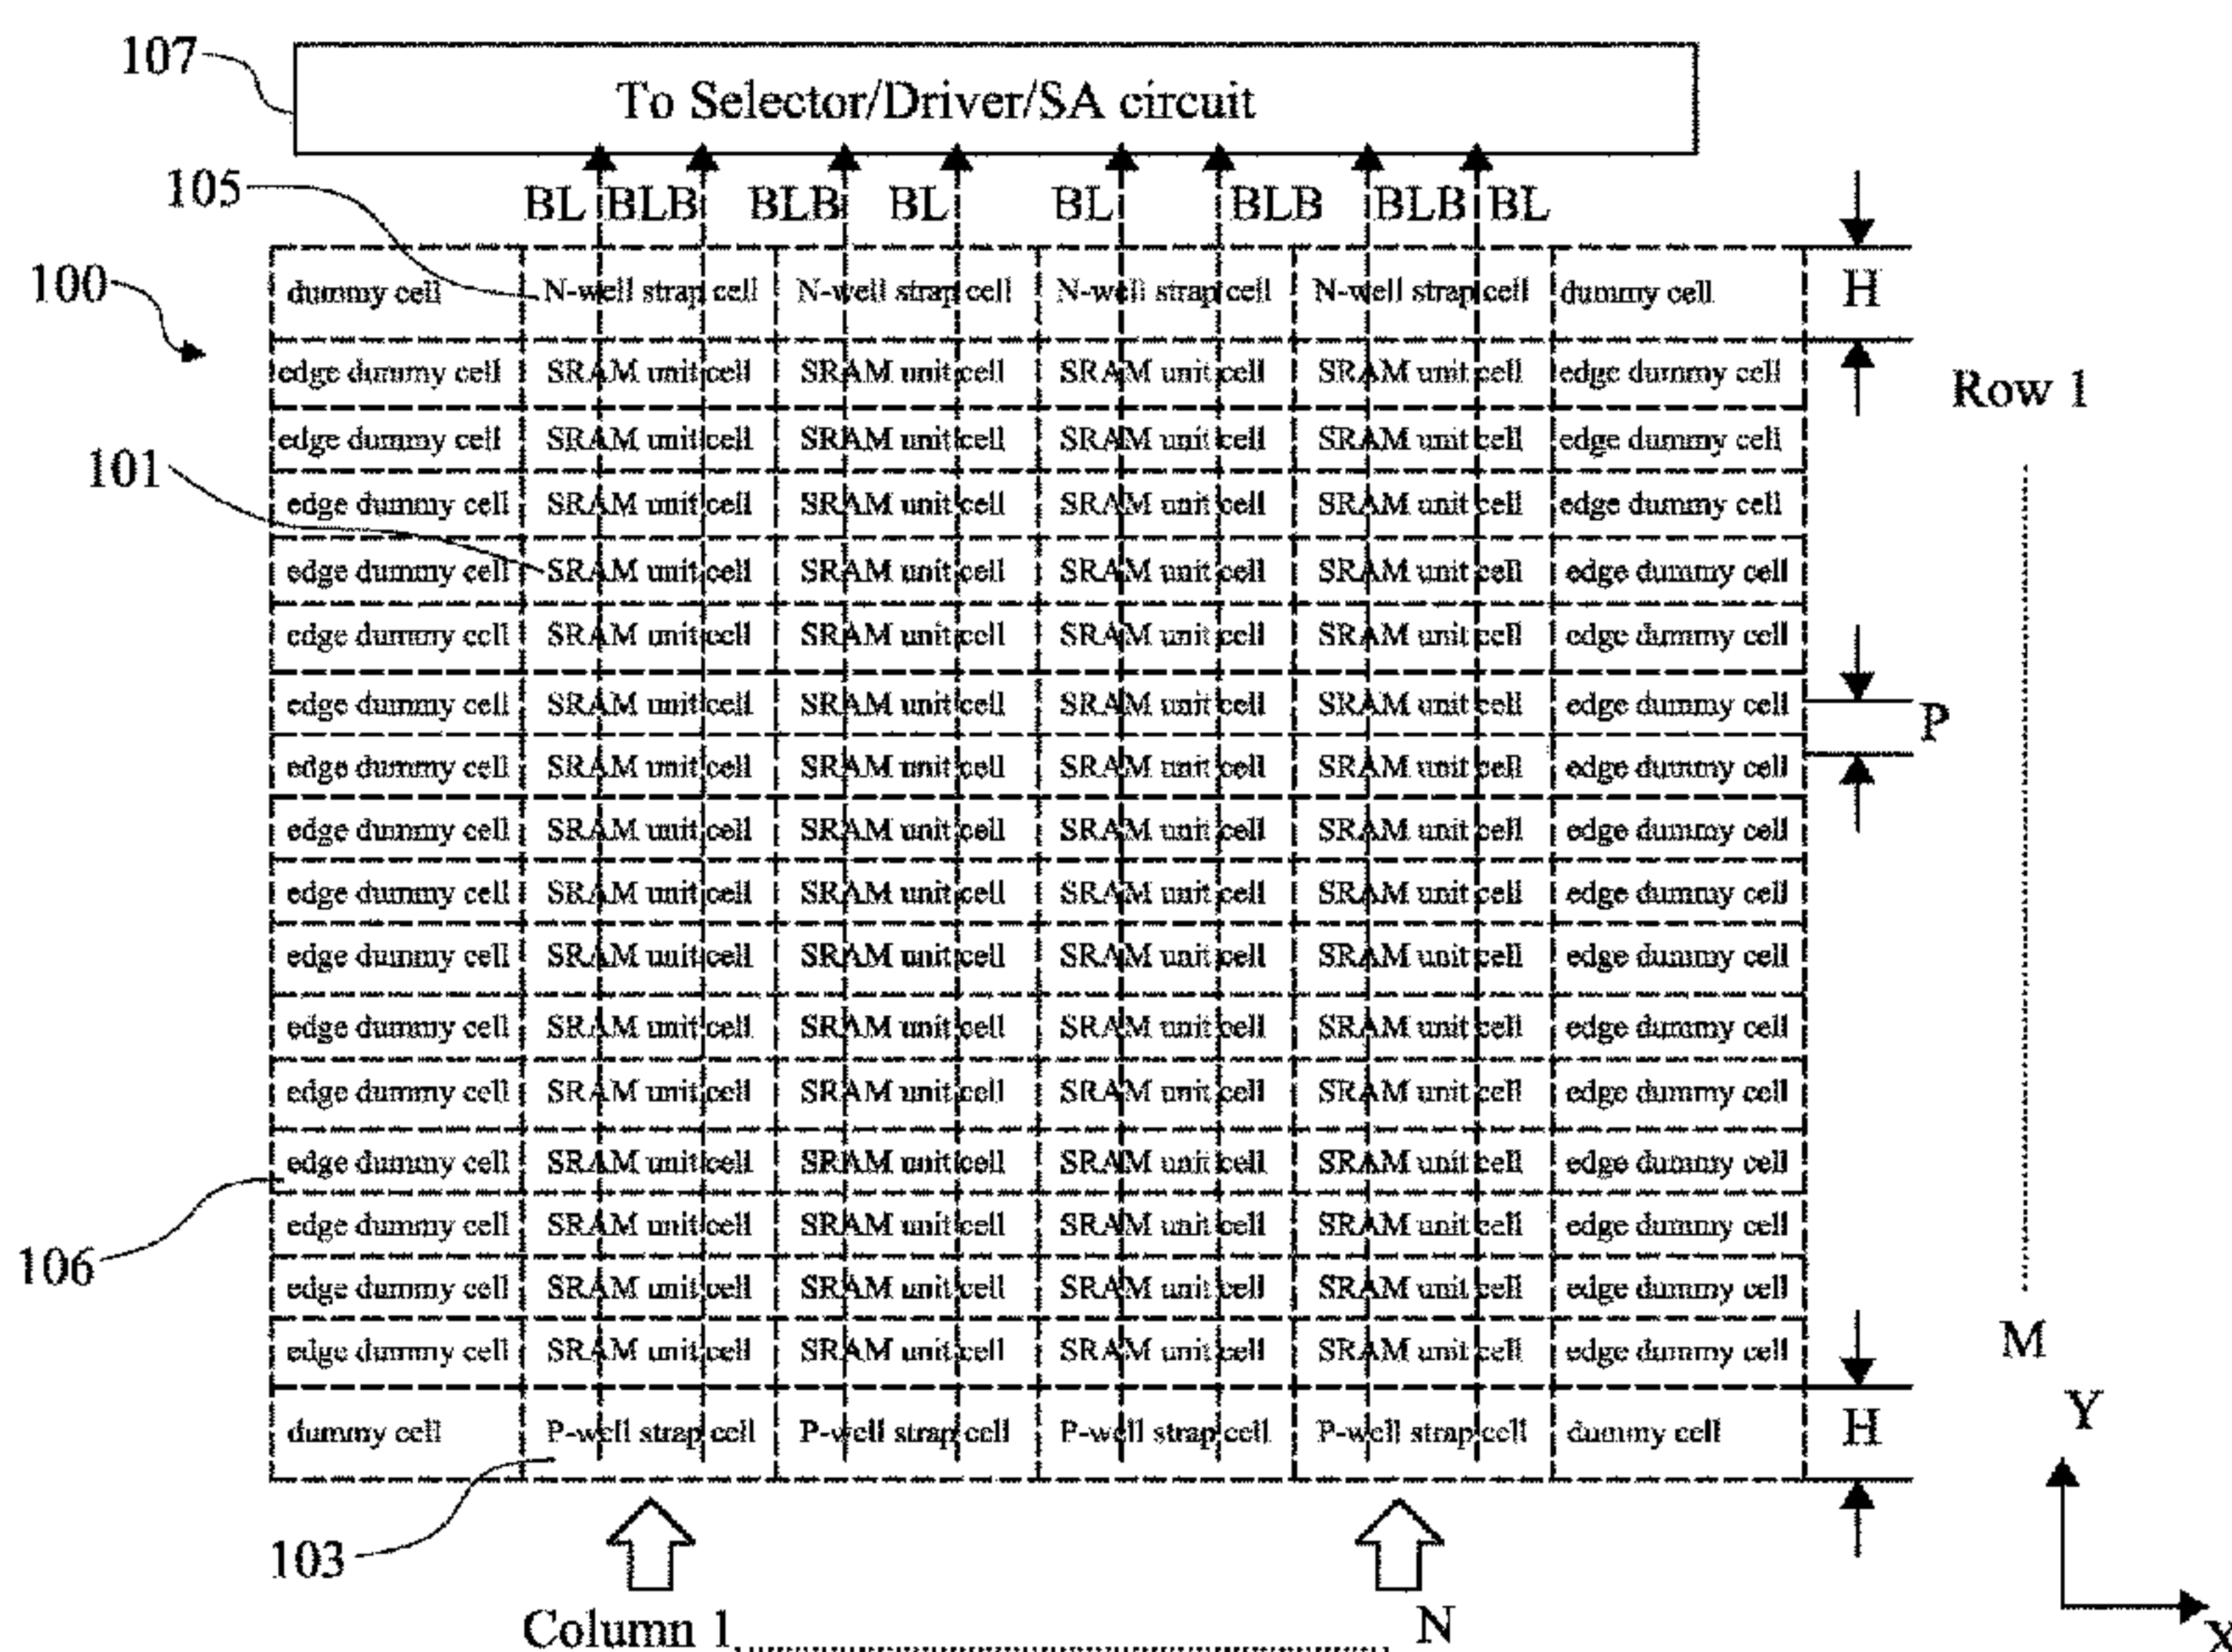 107
To Selector/Driver/SA circuit
105
BL BLB BLB BL BL BLB BLB BL
100
dummy cell N-well strap cell N-well strap cell N-well strap cell N-well strap cell dummy cell H
edge dummy cell SRAM unit cell SRAM unit cell SRAM unit cell SRAM unit cell edge dummy cell Row 1
edge dummy cell SRAM unit cell SRAM unit cell SRAM unit cell SRAM unit cell edge dummy cell
101
edge dummy cell SRAM unit cell SRAM unit cell SRAM unit cell SRAM unit cell edge dummy cell
edge dummy cell SRAM unit cell SRAM unit cell SRAM unit cell SRAM unit cell edge dummy cell
edge dummy cell SRAM unit cell SRAM unit cell SRAM unit cell SRAM unit cell edge dummy cell
edge dummy cell SRAM unit cell SRAM unit cell SRAM unit cell SRAM unit cell edge dummy cell P
edge dummy cell SRAM unit cell SRAM unit cell SRAM unit cell SRAM unit cell edge dummy cell
edge dummy cell SRAM unit cell SRAM unit cell SRAM unit cell SRAM unit cell edge dummy cell
edge dummy cell SRAM unit cell SRAM unit cell SRAM unit cell SRAM unit cell edge dummy cell
edge dummy cell SRAM unit cell SRAM unit cell SRAM unit cell SRAM unit cell edge dummy cell
edge dummy cell SRAM unit cell SRAM unit cell SRAM unit cell SRAM unit cell edge dummy cell
edge dummy cell SRAM unit cell SRAM unit cell SRAM unit cell SRAM unit cell edge dummy cell
edge dummy cell SRAM unit cell SRAM unit cell SRAM unit cell SRAM unit cell edge dummy cell
edge dummy cell SRAM unit cell SRAM unit cell SRAM unit cell SRAM unit cell edge dummy cell
106
edge dummy cell SRAM unit cell SRAM unit cell SRAM unit cell SRAM unit cell edge dummy cell
edge dummy cell SRAM unit cell SRAM unit cell SRAM unit cell SRAM unit cell edge dummy cell M
dummy cell P-well strap cell P-well strap cell P-well strap cell P-well strap cell dummy cell H
Y
103
Column 1 N
X